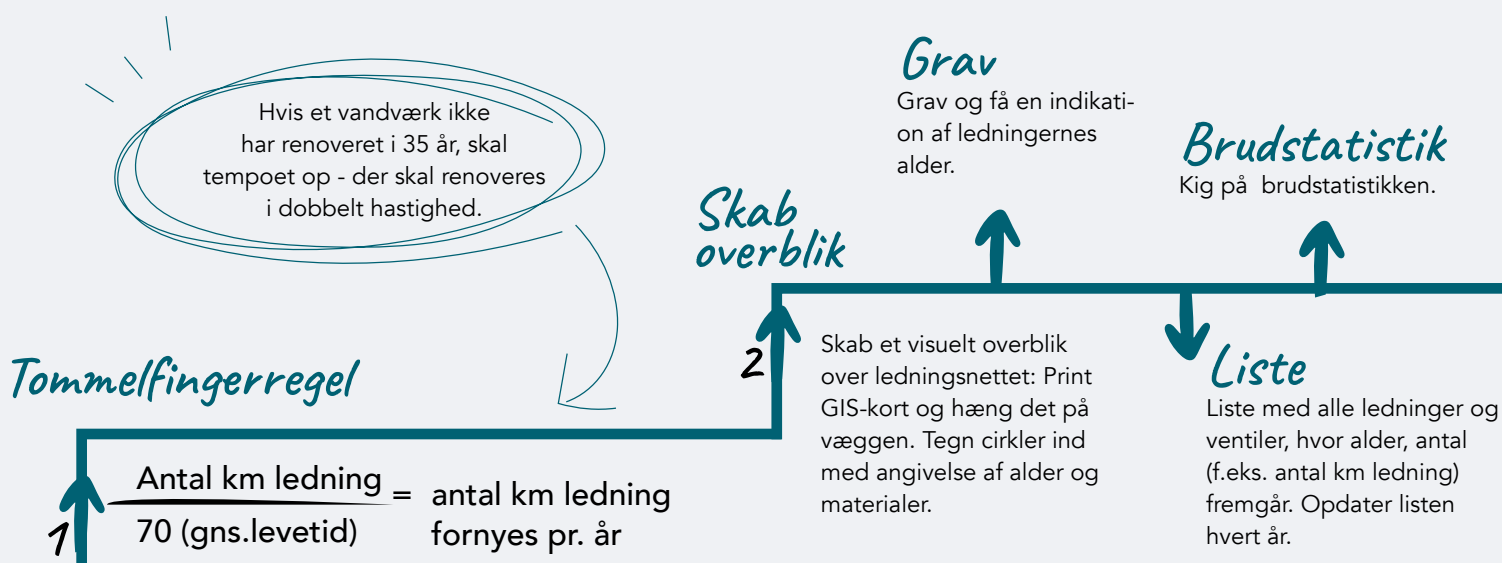 Hvis et vandværk ikke
har renoveret i 35 år, skal
tempoet op - der skal renoveres
i dobbelt hastighed.
Tommelfingerregel
1
Antal km ledning
70 (gns.levetid)
=
antal km ledning
fornyes pr. år
Skab
overblik
2
Skab et visuelt overblik
over ledningsnettet: Print
GIS-kort og hæng det på
væggen. Tegn cirkler ind
med angivelse af alder og
materialer.
Grav
Grav og få en indikati-
on af ledningernes
alder.
Liste
Liste med alle ledninger og
ventiler, hvor alder, antal
(f.eks. antal km ledning)
fremgår. Opdater listen
hvert år.
Brudstatistik
Kig på  brudstatistikken.